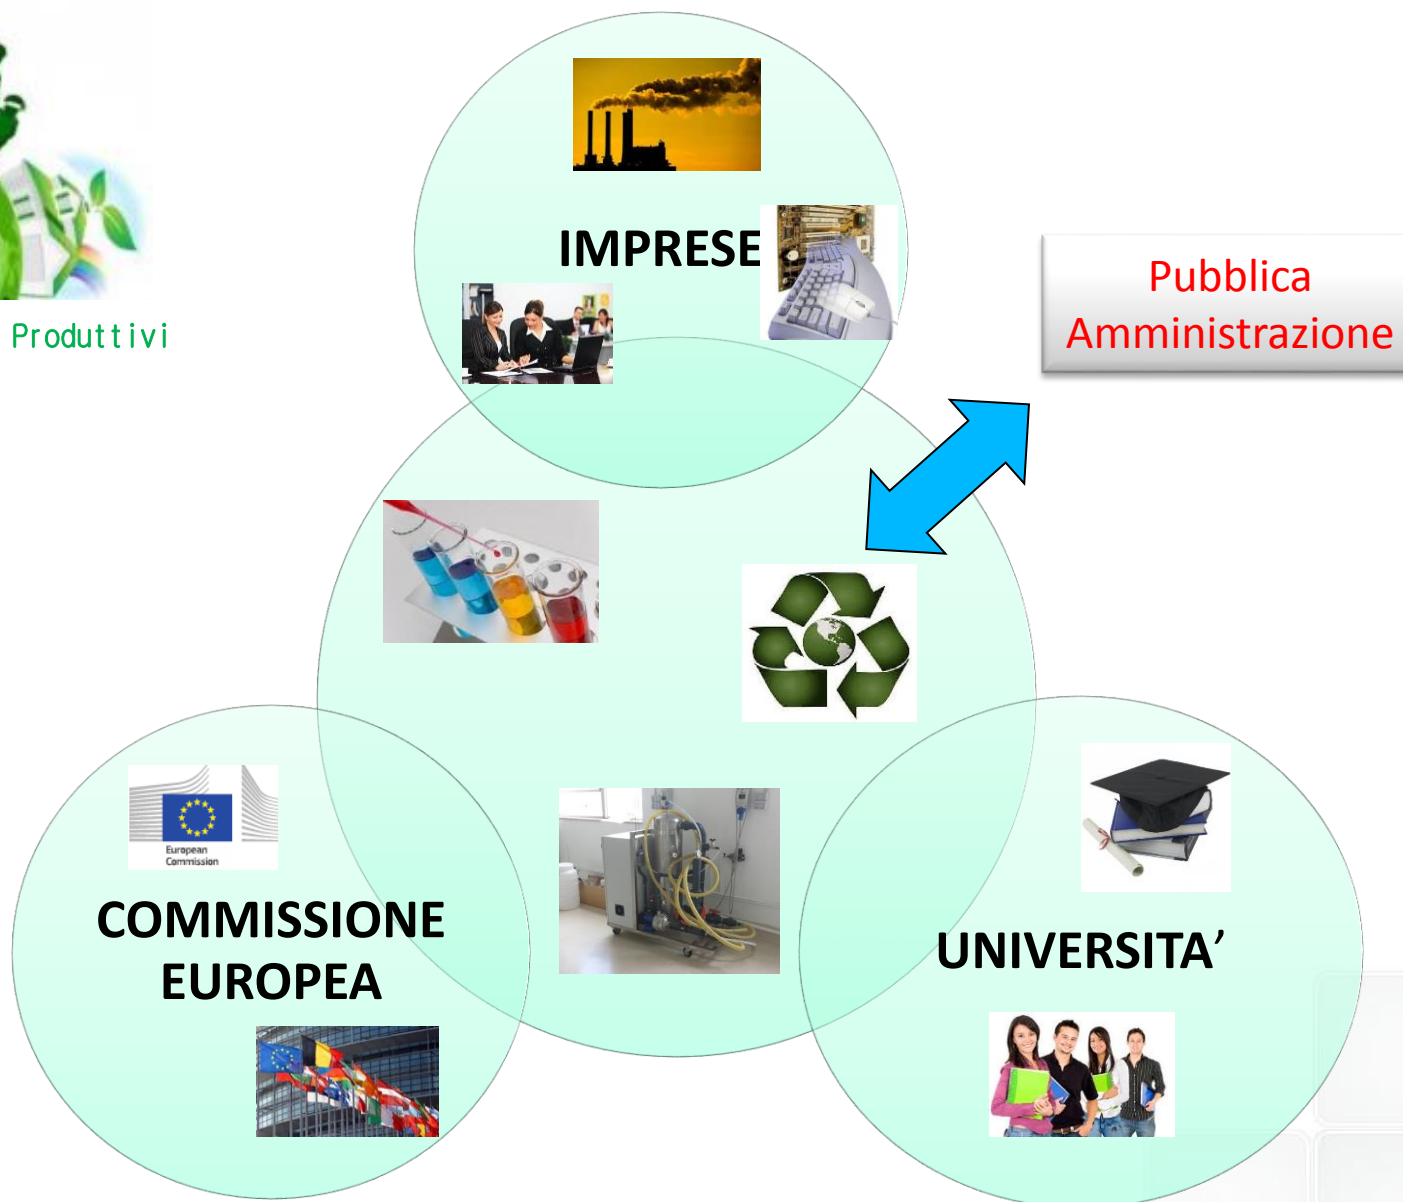 IMPRESE
Pubblica
Amministrazione
Produttivi
European
Commission
COMMISSIONE
EUROPEA
UNIVERSITA’